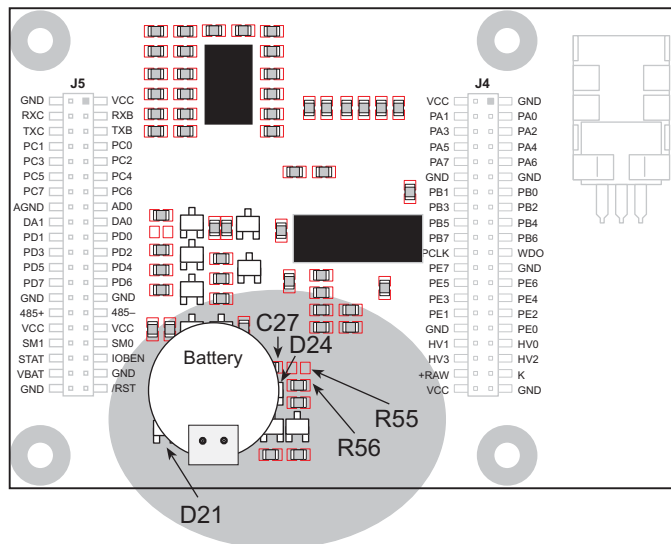 J5
GND VCC
RXC RXB
TXC TXB
PC1 PC0
PC3 PC2
PC5 PC4
PC7 PC6
AGND AD0
DA1 DA0
PD1 PD0
PD3 PD2
PD5 PD4
PD7 PD6
GND GND
485+ 485–
VCC VCC
SM1 SM0
STAT IOBEN
VBAT GND
GND /RST
J4
VCC GND
PA1 PA0
PA3 PA2
PA5 PA4
PA7 PA6
GND GND
PB1 PB0
PB3 PB2
PB5 PB4
PB7 PB6
PCLK WDO
PE7 GND
PE5 PE6
PE3 PE4
PE1 PE2
GND PE0
HV1 HV0
HV3 HV2
+RAW K
VCC GND
Battery
C27
D24
R55
R56
D21